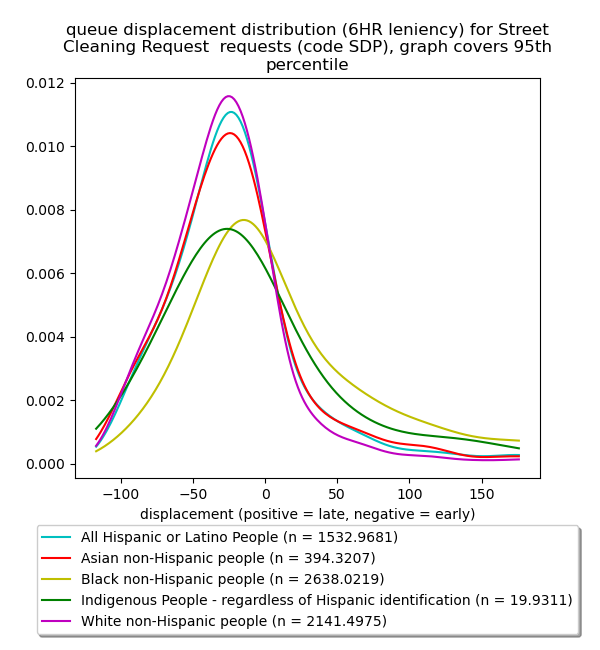 queue displacement distribution (6HR leniency) for Street
Cleaning Request  requests (code SDP), graph covers 95th
percentile
0.012
0.010
0.008
0.006
0.004
0.002
0.000
−100
−50
0
50
100
150
displacement (positive = late, negative = early)
All Hispanic or Latino People (n = 1532.9681)
Asian non-Hispanic people (n = 394.3207)
Black non-Hispanic people (n = 2638.0219)
Indigenous People - regardless of Hispanic identification (n = 19.9311)
White non-Hispanic people (n = 2141.4975)